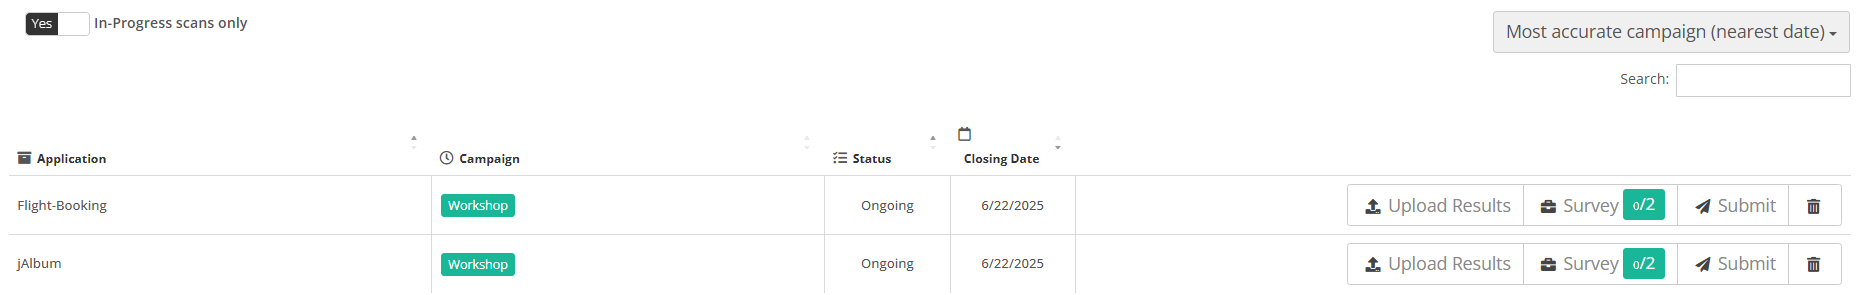 Yes In-Progress scans only
Most accurate campaign (nearest date)
Search:
Application Campaign Status Closing Date
Flight-Booking Workshop Ongoing 6/22/2025 Upload Results Survey 0/2 Submit
jAlbum Workshop Ongoing 6/22/2025 Upload Results Survey 0/2 Submit